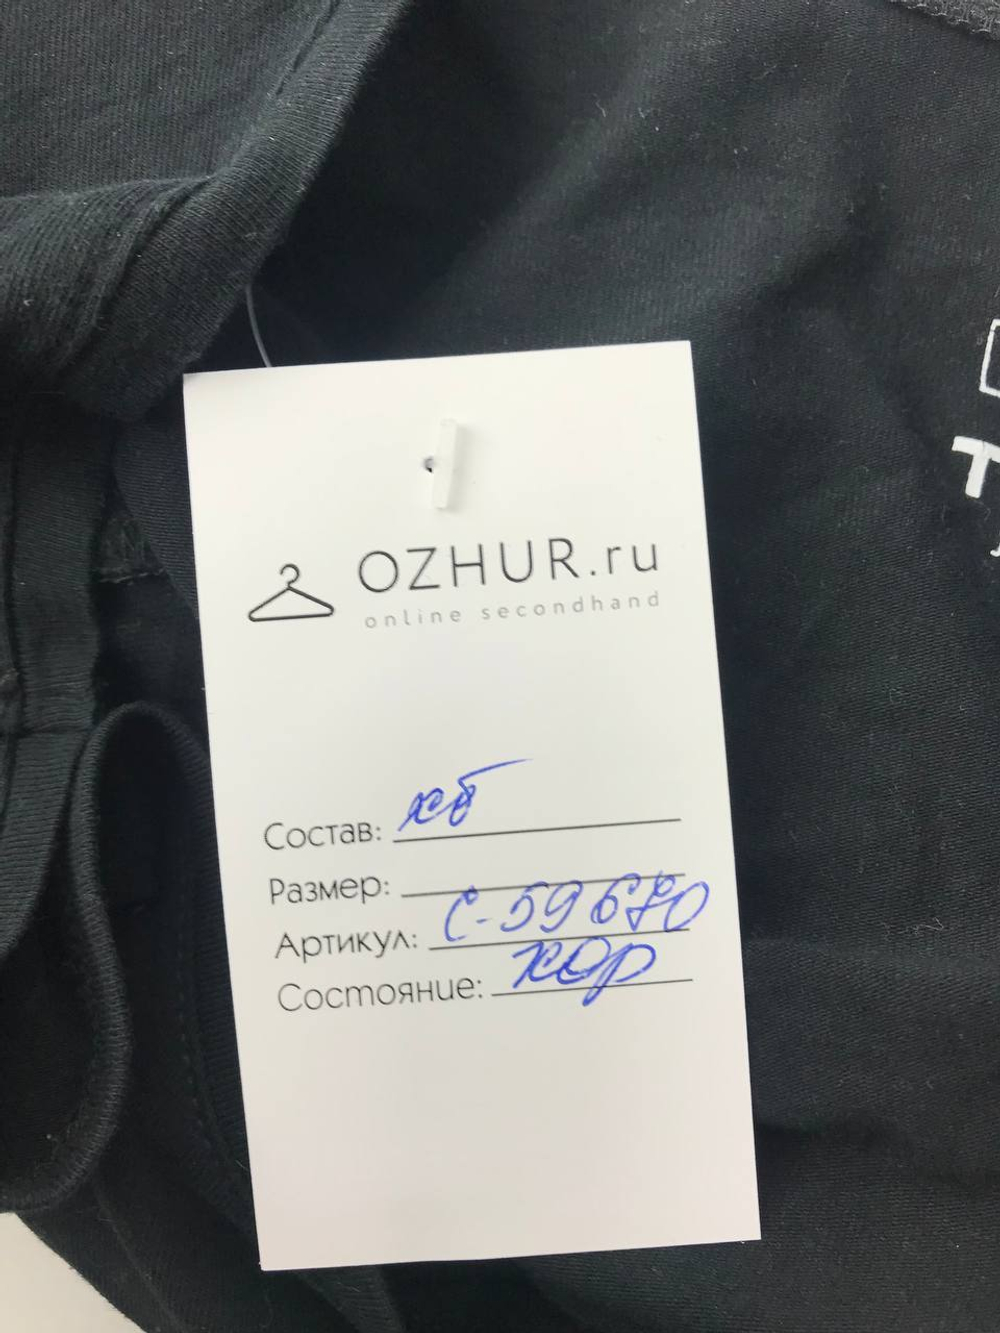 OZHUR.ru
online secondhand
Состав: хб
Размер:
Артикул: С-59670
Состояние: хор
T